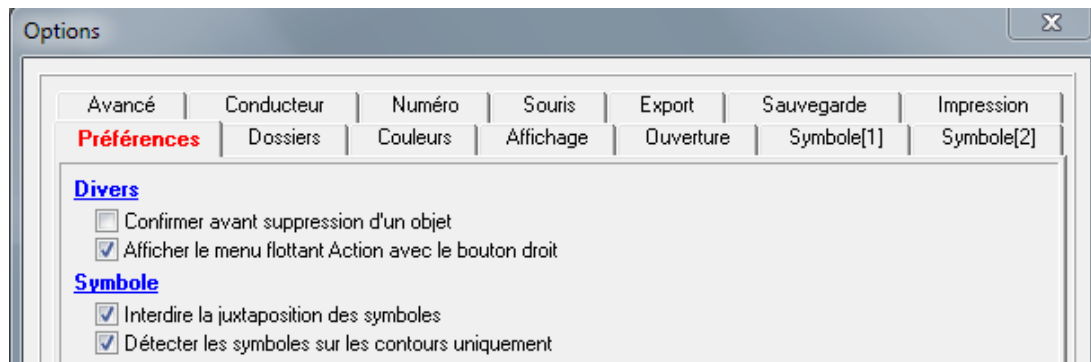 Options
Avancé Conducteur Numéro Souris Export Sauvegarde Impression
Préférences Dossiers Couleurs Affichage Ouverture Symbole[1] Symbole[2]
Divers
Confirmer avant suppression d'un objet
Afficher le menu flottant Action avec le bouton droit
Symbole
Interdire la juxtaposition des symboles
Détecter les symboles sur les contours uniquement